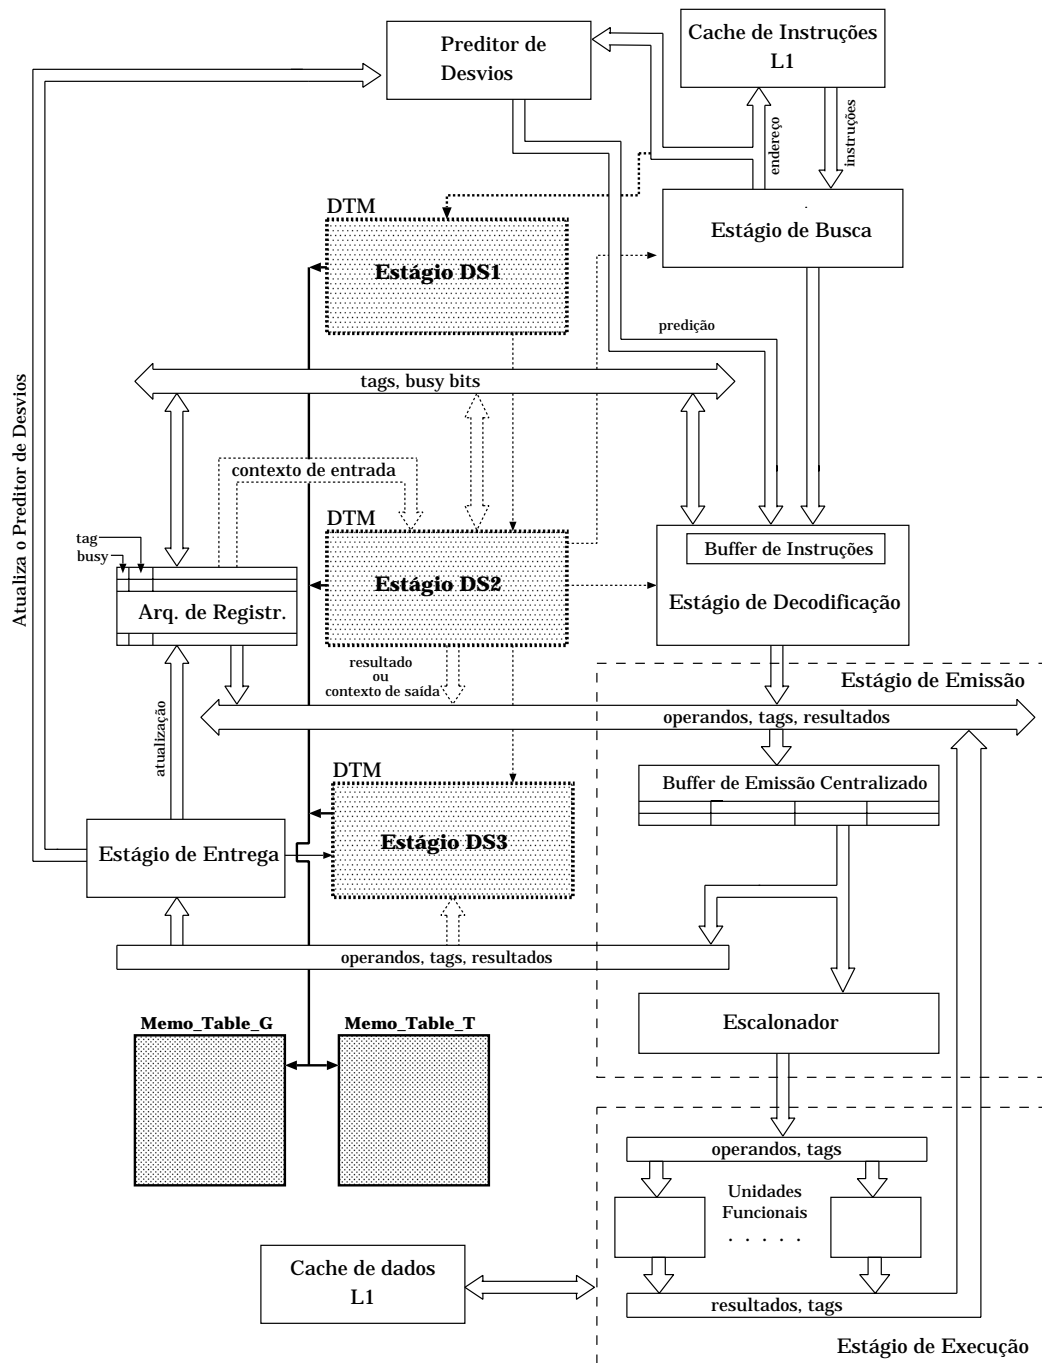 Preditor de
Desvios
Cache de Instruções
L1
endereço
instruções
DTM
Estágio DS1
Estágio de Busca
predição
Atualiza o Preditor de Desvios
tags, busy bits
contexto de entrada
DTM
tag
busy
Arq. de Registr.
Estágio DS2
Buffer de Instruções
Estágio de Decodificação
resultado
ou
contexto de saída
Estágio de Emissão
operandos, tags, resultados
atualização
DTM
Buffer de Emissão Centralizado
Estágio de Entrega
Estágio DS3
operandos, tags, resultados
Memo_Table_G
Memo_Table_T
Escalonador
operandos, tags
Unidades
Funcionais
. . . . .
Cache de dados
L1
resultados, tags
Estágio de Execução